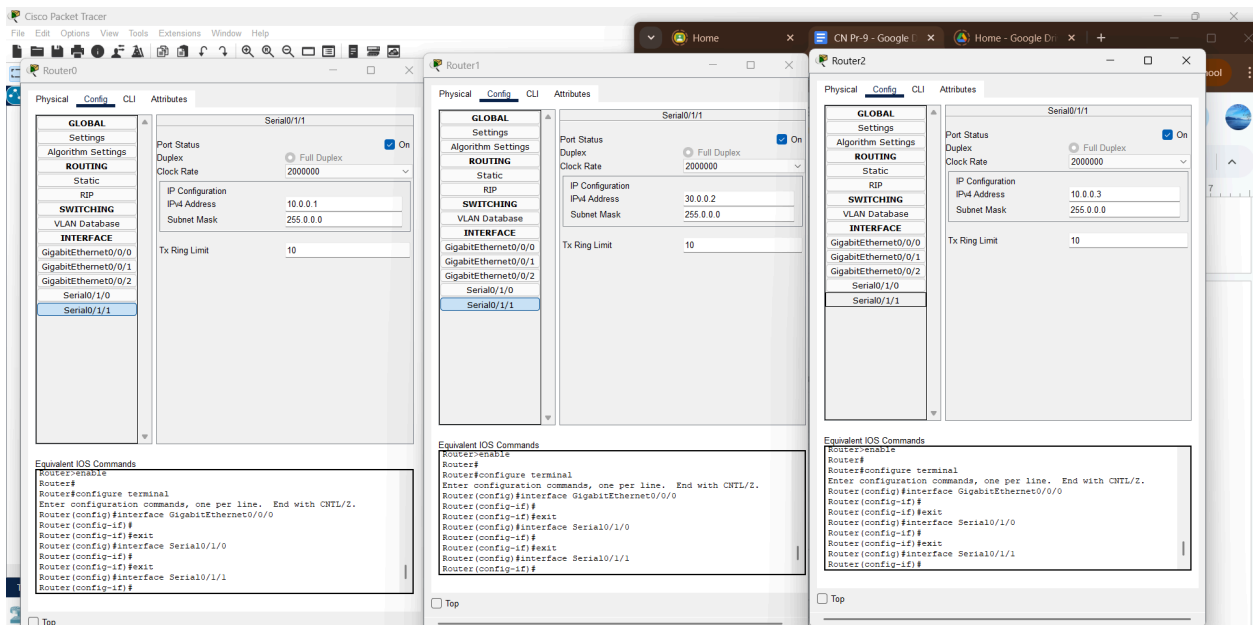 Cisco Packet Tracer
File Edit Options View Tools Extensions Window Help
Home
CN Pr-9 - Google D
Home - Google Dri
ool
7
Router0
Physical Config CLI Attributes
GLOBAL
Settings
Algorithm Settings
ROUTING
Static
RIP
SWITCHING
VLAN Database
INTERFACE
GigabitEthernet0/0/0
GigabitEthernet0/0/1
GigabitEthernet0/0/2
Serial0/1/0
Serial0/1/1
Serial0/1/1
Port Status On
Duplex Full Duplex
Clock Rate 2000000
IP Configuration
IPv4 Address 10.0.0.1
Subnet Mask 255.0.0.0
Tx Ring Limit 10
Equivalent IOS Commands
Router>enable
Router#
Router#configure terminal
Enter configuration commands, one per line. End with CNTL/Z.
Router(config)#interface GigabitEthernet0/0/0
Router(config-if)#
Router(config-if)#exit
Router(config)#interface Serial0/1/0
Router(config-if)#
Router(config-if)#exit
Router(config)#interface Serial0/1/1
Router(config-if)#
Top
Router1
Physical Config CLI Attributes
GLOBAL
Settings
Algorithm Settings
ROUTING
Static
RIP
SWITCHING
VLAN Database
INTERFACE
GigabitEthernet0/0/0
GigabitEthernet0/0/1
GigabitEthernet0/0/2
Serial0/1/0
Serial0/1/1
Serial0/1/1
Port Status On
Duplex Full Duplex
Clock Rate 2000000
IP Configuration
IPv4 Address 30.0.0.2
Subnet Mask 255.0.0.0
Tx Ring Limit 10
Equivalent IOS Commands
Router>enable
Router#
Router#configure terminal
Enter configuration commands, one per line. End with CNTL/Z.
Router(config)#interface GigabitEthernet0/0/0
Router(config-if)#
Router(config-if)#exit
Router(config)#interface Serial0/1/0
Router(config-if)#
Router(config-if)#exit
Router(config)#interface Serial0/1/1
Router(config-if)#
Top
Router2
Physical Config CLI Attributes
GLOBAL
Settings
Algorithm Settings
ROUTING
Static
RIP
SWITCHING
VLAN Database
INTERFACE
GigabitEthernet0/0/0
GigabitEthernet0/0/1
GigabitEthernet0/0/2
Serial0/1/0
Serial0/1/1
Serial0/1/1
Port Status On
Duplex Full Duplex
Clock Rate 2000000
IP Configuration
IPv4 Address 10.0.0.3
Subnet Mask 255.0.0.0
Tx Ring Limit 10
Equivalent IOS Commands
Router>enable
Router#
Router#configure terminal
Enter configuration commands, one per line. End with CNTL/Z.
Router(config)#interface GigabitEthernet0/0/0
Router(config-if)#
Router(config-if)#exit
Router(config)#interface Serial0/1/0
Router(config-if)#
Router(config-if)#exit
Router(config)#interface Serial0/1/1
Router(config-if)#
Top